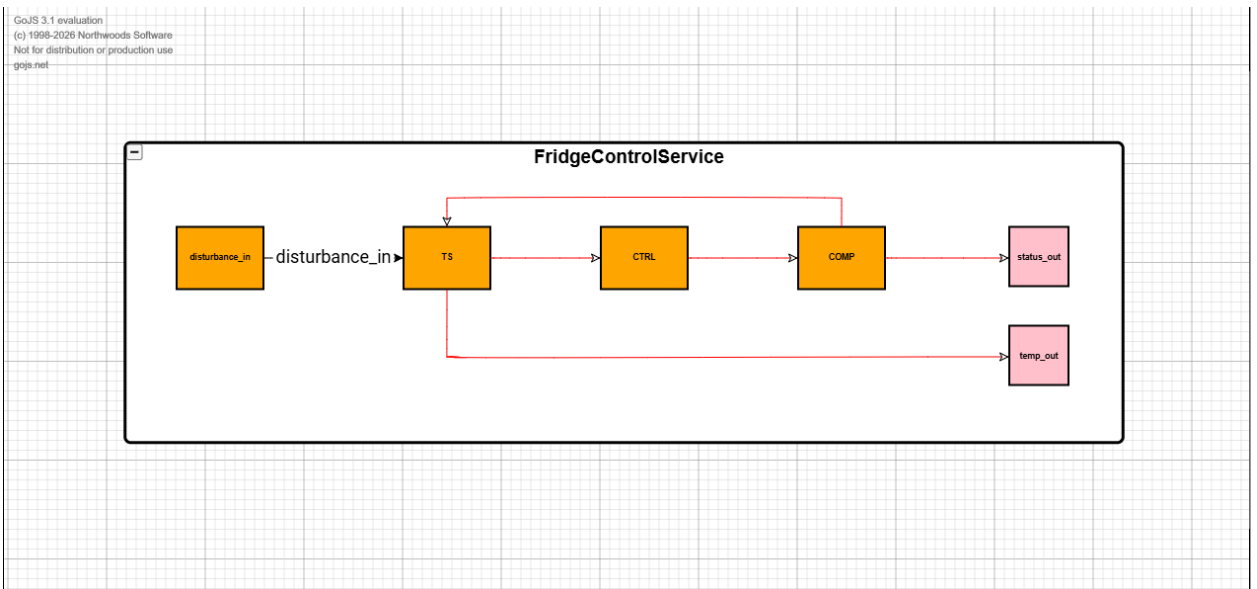 GoJS 3.1 evaluation
(c) 1998-2026 Northwoods Software
Not for distribution or production use
gojs.net
FridgeControlService
disturbance_in
disturbance_in
TS
CTRL
COMP
status_out
temp_out